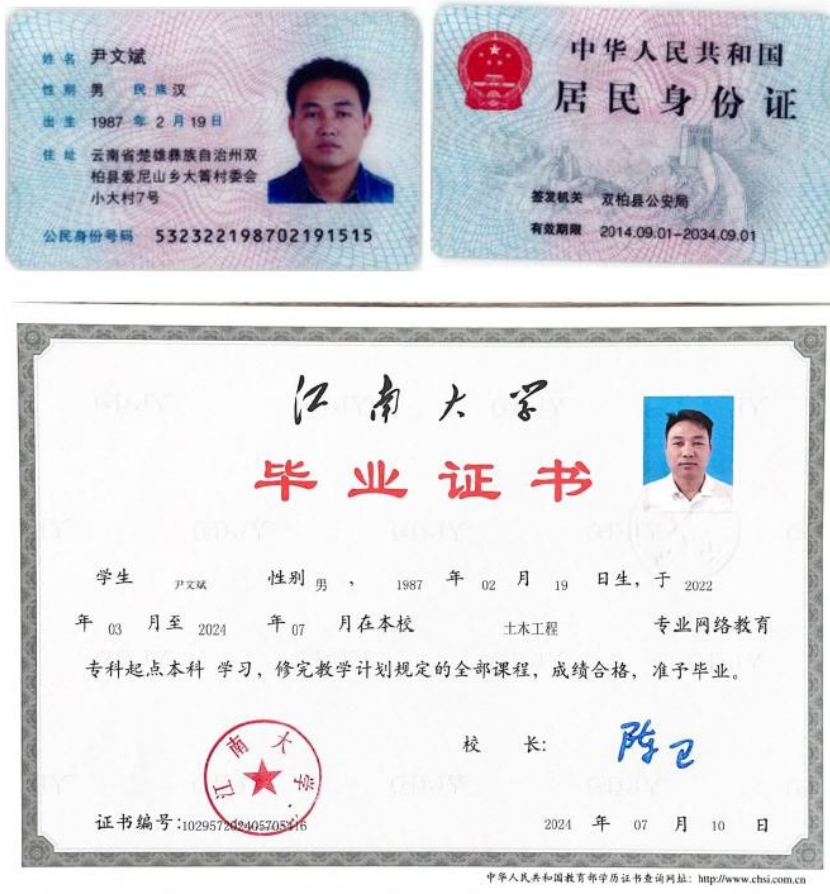 姓名 尹文斌
性别 男 民族 汉
出生 1987 年 2 月 19 日
住址 云南省楚雄彝族自治州双
柏县爱尼山乡大箐村委会
小大村7号
公民身份号码 532322198702191515
中华人民共和国
居民身份证
签发机关 双柏县公安局
有效期限 2014.09.01-2034.09.01
江南大学
毕业证书
学生 尹文斌 性别 男 , 1987 年 02 月 19 日生, 于 2022
年 03 月至 2024 年 07 月在本校 土木工程 专业网络教育
专科起点本科 学习, 修完教学计划规定的全部课程, 成绩合格, 准予毕业。
校 长: 陈卫
江南大学
证书编号: 102957202405705416 2024 年 07 月 10 日
中华人民共和国教育部学历证书查询网址: http://www.chsi.com.cn